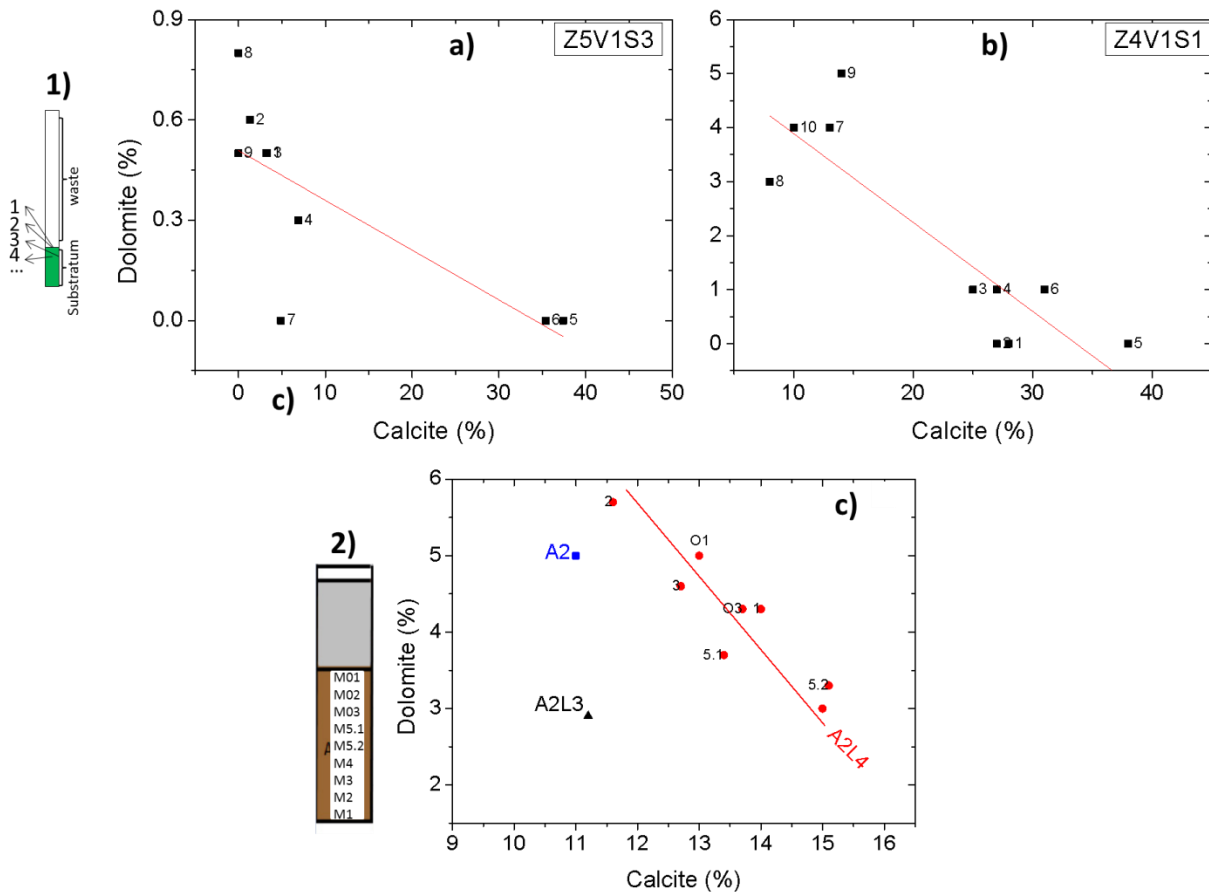 1)
waste
Substratum
1
2
3
4
...
a)
Z5V1S3
Dolomite (%)
0.9
0.6
0.3
0.0
8
2
9
3
4
7
6
5
0
10
20
30
40
50
Calcite (%)
c)
b)
Z4V1S1
6
5
4
3
2
1
0
9
10
7
8
3
4
6
1
5
10
20
30
40
Calcite (%)
2)
M01
M02
M03
M5.1
M5.2
M4
M3
M2
M1
c)
Dolomite (%)
6
5
4
3
2
2
O1
A2
3
O3
1
5.1
5.2
A2L3
A2L4
9
10
11
12
13
14
15
16
Calcite (%)